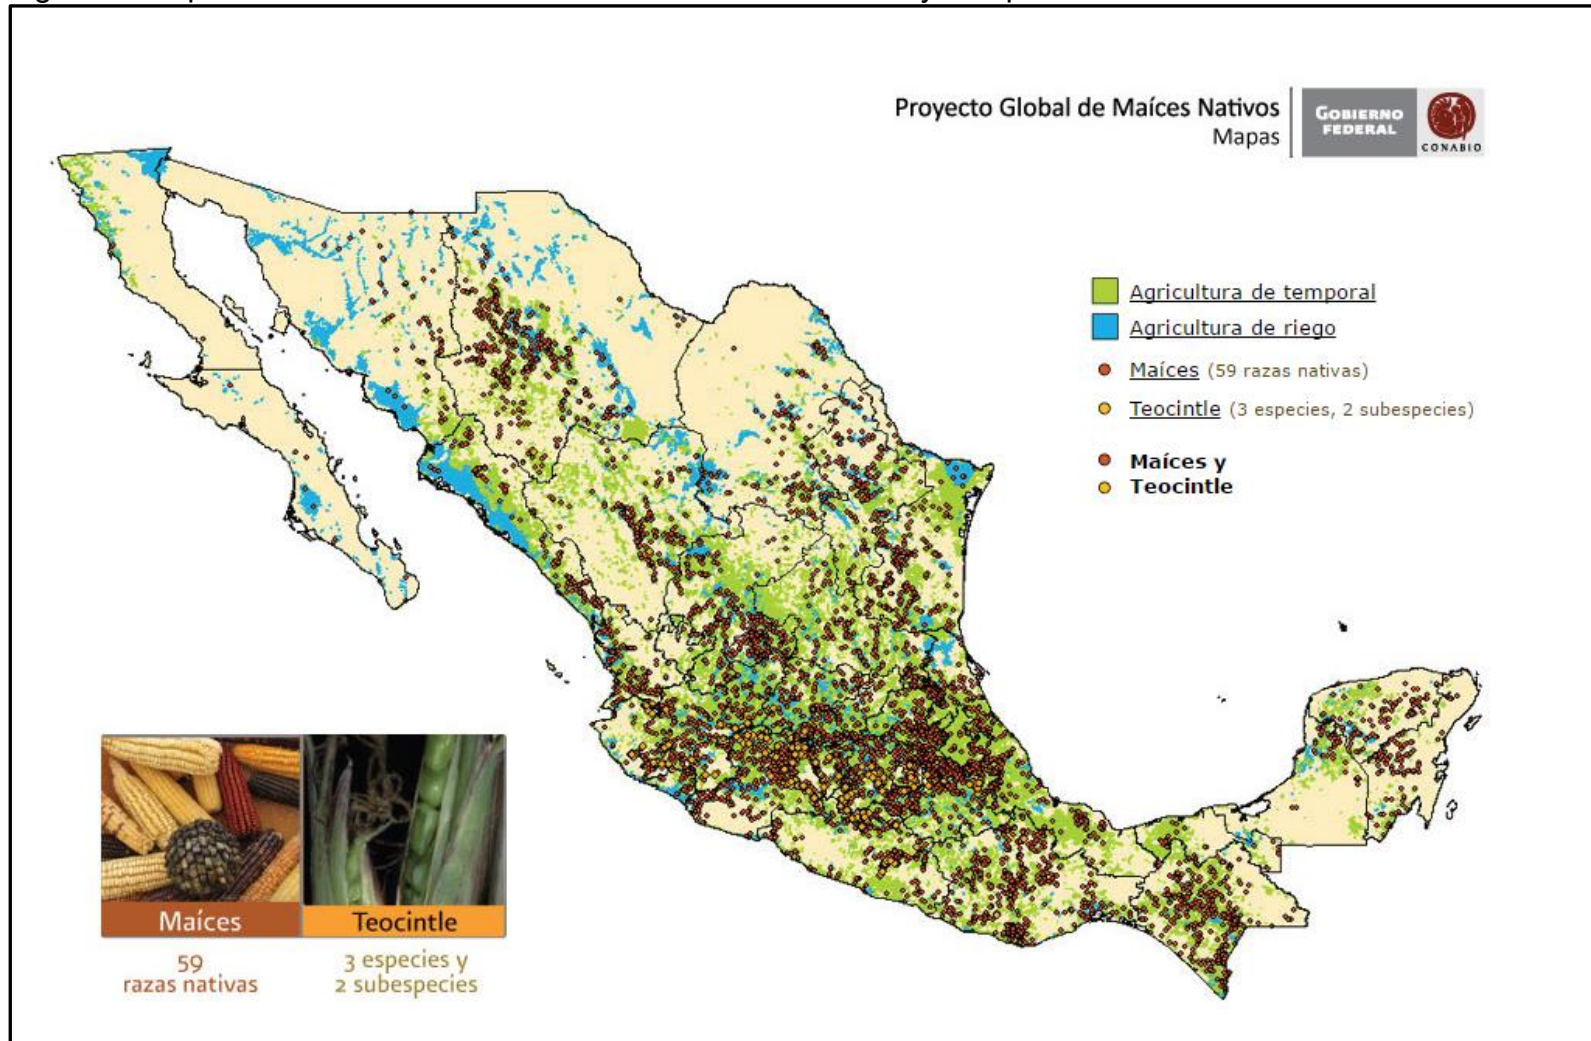 Proyecto Global de Maíces Nativos
Mapas
GOBIERNO
FEDERAL
CONABIO
Agricultura de temporal
Agricultura de riego
Maíces (59 razas nativas)
Teocintle (3 especies, 2 subespecies)
Maíces y
Teocintle
Maíces
Teocintle
59
razas nativas
3 especies y
2 subespecies